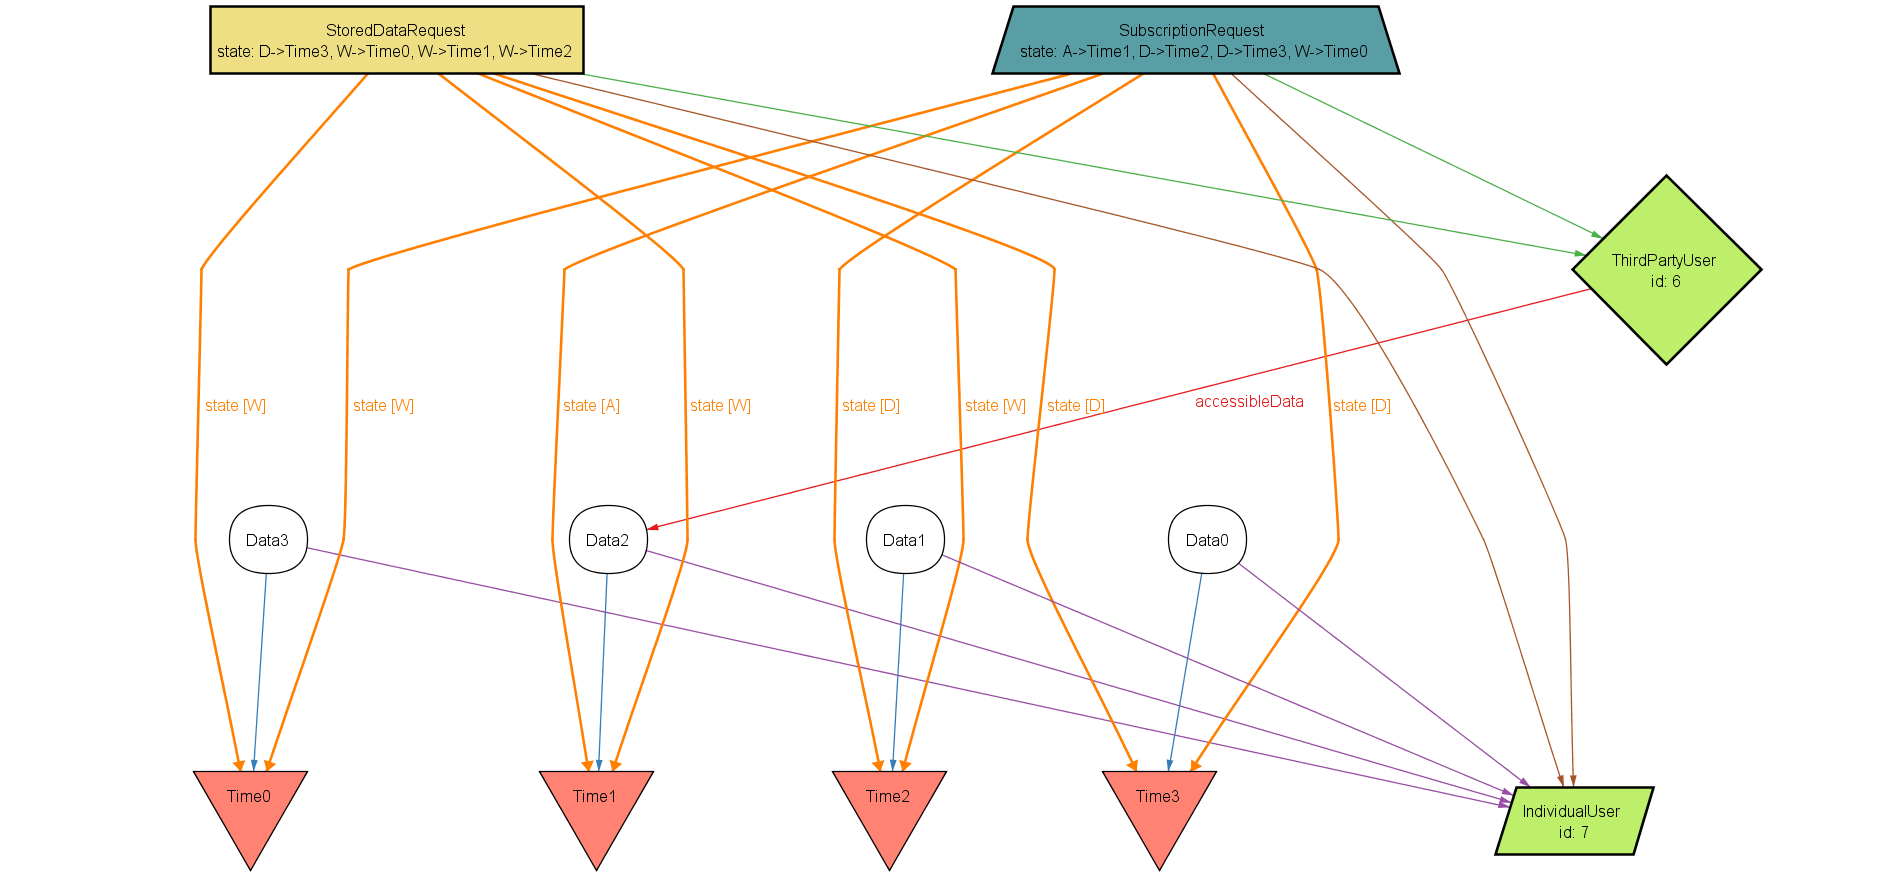 StoredDataRequest
state: D->Time3, W->Time0, W->Time1, W->Time2
SubscriptionRequest
state: A->Time1, D->Time2, D->Time3, W->Time0
ThirdPartyUser
id: 6
state [W]
state [W]
state [A]
state [W]
state [D]
state [W]
state [D]
accessibleData
state [D]
Data3
Data2
Data1
Data0
Time0
Time1
Time2
Time3
IndividualUser
id: 7